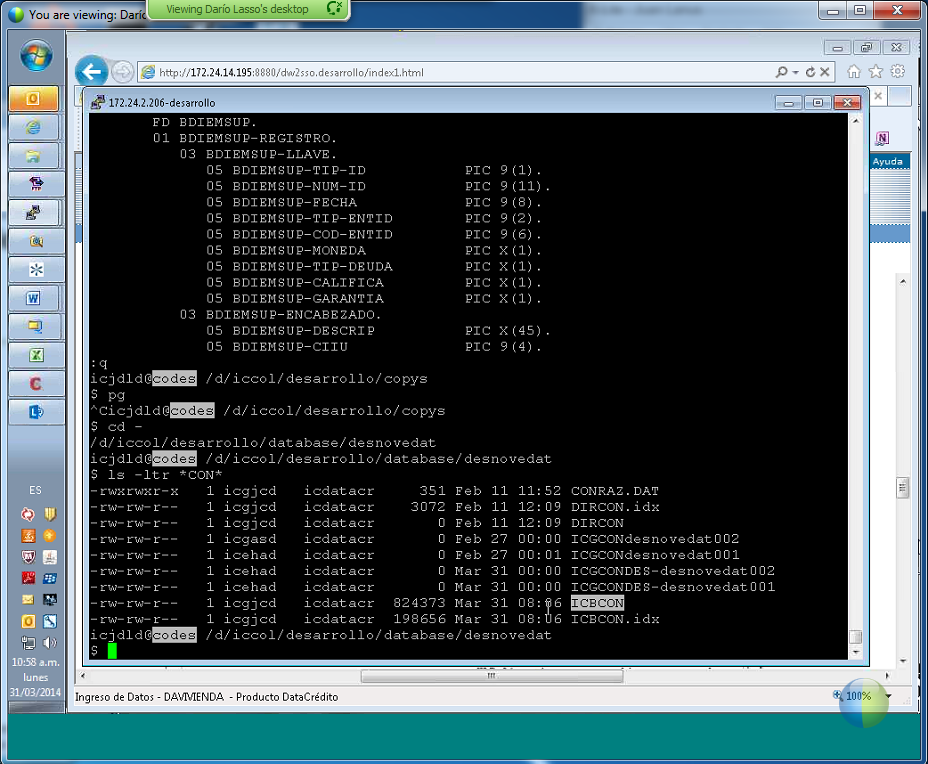 You are viewing: Darí
Viewing Darío Lasso's desktop
http://172.24.14.195:8880/dw2sso.desarrollo/index1.html
172.24.2.206-desarrollo
Ayuda
FD BDIEMSUP.
01 BDIEMSUP-REGISTRO.
03 BDIEMSUP-LLAVE.
05 BDIEMSUP-TIP-ID PIC 9(1).
05 BDIEMSUP-NUM-ID PIC 9(11).
05 BDIEMSUP-FECHA PIC 9(8).
05 BDIEMSUP-TIP-ENTID PIC 9(2).
05 BDIEMSUP-COD-ENTID PIC 9(6).
05 BDIEMSUP-MONEDA PIC X(1).
05 BDIEMSUP-TIP-DEUDA PIC X(1).
05 BDIEMSUP-CALIFICA PIC X(1).
05 BDIEMSUP-GARANTIA PIC X(1).
03 BDIEMSUP-ENCABEZADO.
05 BDIEMSUP-DESCRIP PIC X(45).
05 BDIEMSUP-CIIU PIC 9(4).
:q
icjdld@codes /d/iccol/desarrollo/copys
$ pg
^Cicjdld@codes /d/iccol/desarrollo/copys
$ cd -
/d/iccol/desarrollo/database/desnovedat
icjdld@codes /d/iccol/desarrollo/database/desnovedat
$ ls -ltr *CON*
-rwxrwxr-x 1 icgjcd icdatacr 351 Feb 11 11:52 CONRAZ.DAT
-rw-rw-r-- 1 icgjcd icdatacr 3072 Feb 11 12:09 DIRCON.idx
-rw-rw-r-- 1 icgjcd icdatacr 0 Feb 11 12:09 DIRCON
-rw-rw-r-- 1 icgasd icdatacr 0 Feb 27 00:00 ICGCONdesnovedat002
-rw-rw-r-- 1 icehad icdatacr 0 Feb 27 00:01 ICGCONdesnovedat001
-rw-rw-r-- 1 icehad icdatacr 0 Mar 31 00:00 ICGCONDES-desnovedat002
-rw-rw-r-- 1 icehad icdatacr 0 Mar 31 00:00 ICGCONDES-desnovedat001
-rw-rw-r-- 1 icgjcd icdatacr 824373 Mar 31 08:06 ICBCON
-rw-rw-r-- 1 icgjcd icdatacr 198656 Mar 31 08:06 ICBCON.idx
icjdld@codes /d/iccol/desarrollo/database/desnovedat
$
ES
10:58 a.m.
lunes
31/03/2014
Ingreso de Datos - DAVIVIENDA - Producto DataCrédito
100%